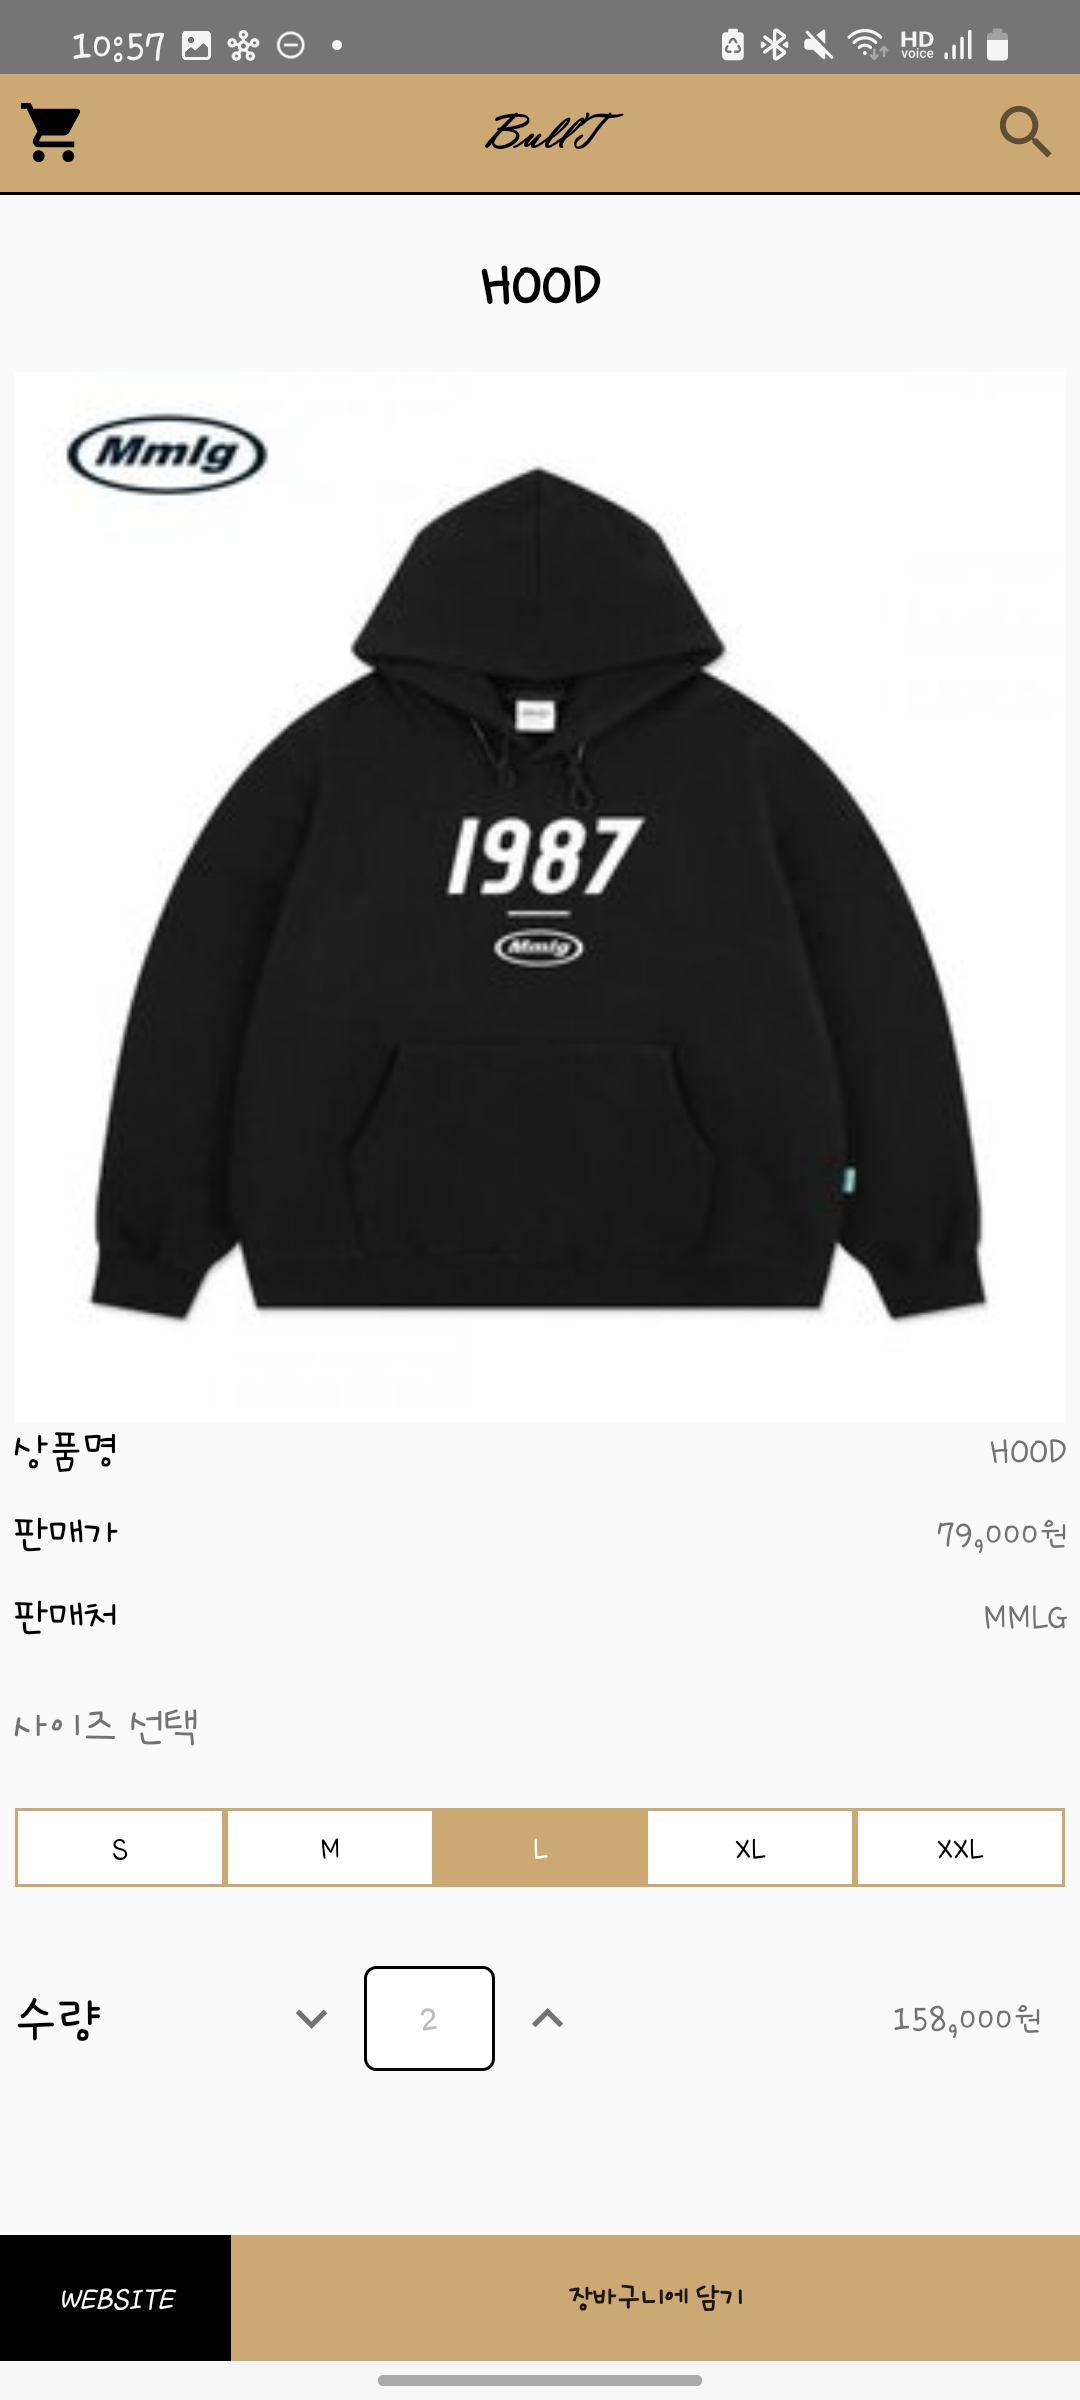 10:57
HD voice
BullT
HOOD
Mmlg
1987
Mmlg
상품명 HOOD
판매가 79,000원
판매처 MMLG
사이즈 선택
S M L XL XXL
수량 2 158,000원
WEBSITE 장바구니에 담기